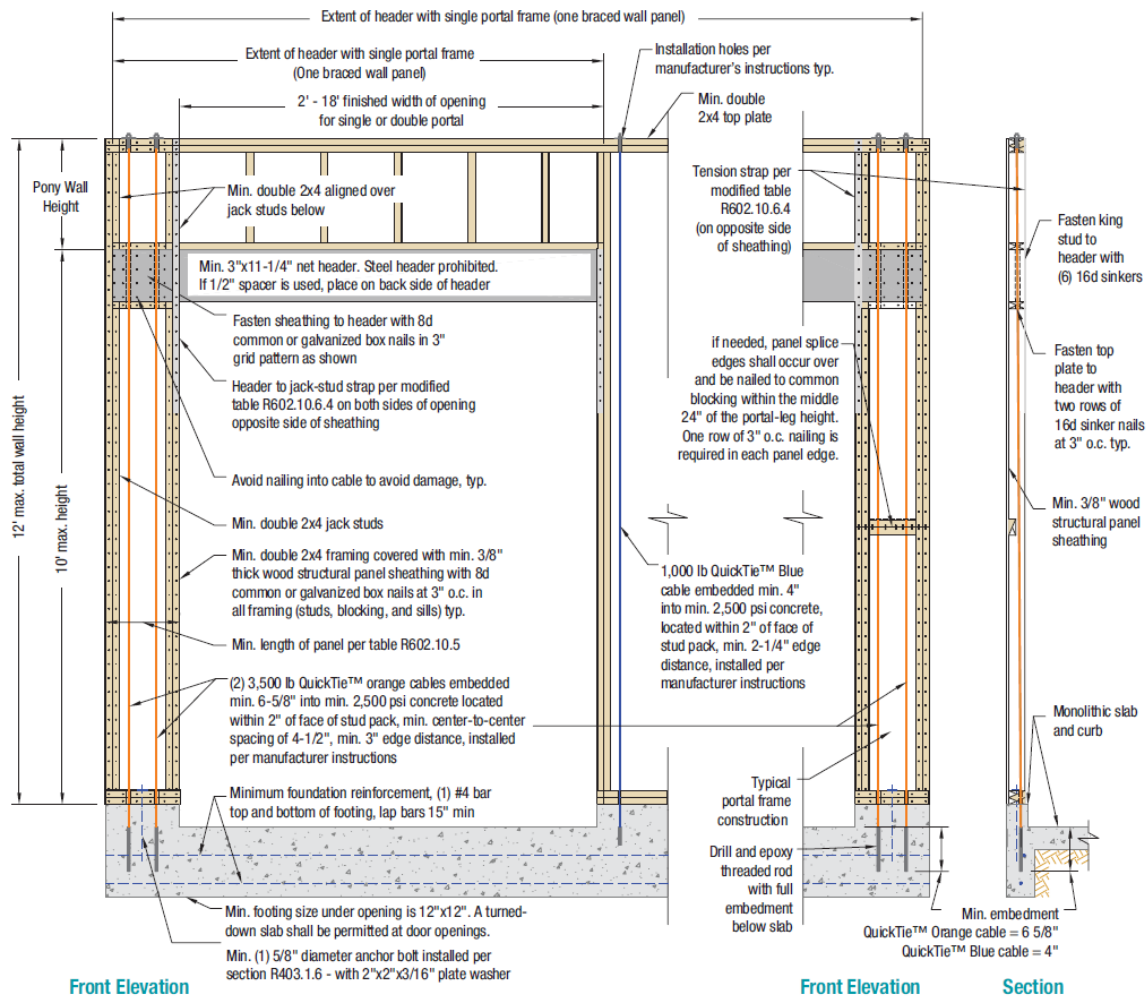 Extent of header with single portal frame (one braced wall panel)
Extent of header with single portal frame
(One braced wall panel)
2' - 18' finished width of opening
for single or double portal
Installation holes per
manufacturer's instructions typ.
Min. double
2x4 top plate
Pony Wall
Height
Min. double 2x4 aligned over
jack studs below
Tension strap per
modified table
R602.10.6.4
(on opposite side
of sheathing)
Fasten king
stud to
header with
(6) 16d sinkers
Min. 3"x11-1/4" net header. Steel header prohibited.
If 1/2" spacer is used, place on back side of header
Fasten sheathing to header with 8d
common or galvanized box nails in 3"
grid pattern as shown
Header to jack-stud strap per modified
table R602.10.6.4 on both sides of opening
opposite side of sheathing
if needed, panel splice
edges shall occur over
and be nailed to common
blocking within the middle
24" of the portal-leg height.
One row of 3" o.c. nailing is
required in each panel edge.
Fasten top
plate to
header with
two rows of
16d sinker nails
at 3" o.c. typ.
12' max. total wall height
10' max. height
Avoid nailing into cable to avoid damage, typ.
Min. double 2x4 jack studs
Min. 3/8" wood
structural panel
sheathing
Min. double 2x4 framing covered with min. 3/8"
thick wood structural panel sheathing with 8d
common or galvanized box nails at 3" o.c. in
all framing (studs, blocking, and sills) typ.
1,000 lb QuickTie™ Blue
cable embedded min. 4"
into min. 2,500 psi concrete,
located within 2" of face of
stud pack, min. 2-1/4" edge
distance, installed per
manufacturer instructions
Min. length of panel per table R602.10.5
(2) 3,500 lb QuickTie™ orange cables embedded
min. 6-5/8" into min. 2,500 psi concrete located
within 2" of face of stud pack, min. center-to-center
spacing of 4-1/2", min. 3" edge distance, installed
per manufacturer instructions
Monolithic slab
and curb
Minimum foundation reinforcement, (1) #4 bar
top and bottom of footing, lap bars 15" min
Typical
portal frame
construction
Drill and epoxy
threaded rod
with full
embedment
below slab
Min. footing size under opening is 12"x12". A turned-
down slab shall be permitted at door openings.
Min. (1) 5/8" diameter anchor bolt installed per
section R403.1.6 - with 2"x2"x3/16" plate washer
Min. embedment
QuickTie™ Orange cable = 6 5/8"
QuickTie™ Blue cable = 4"
Front Elevation
Front Elevation
Section